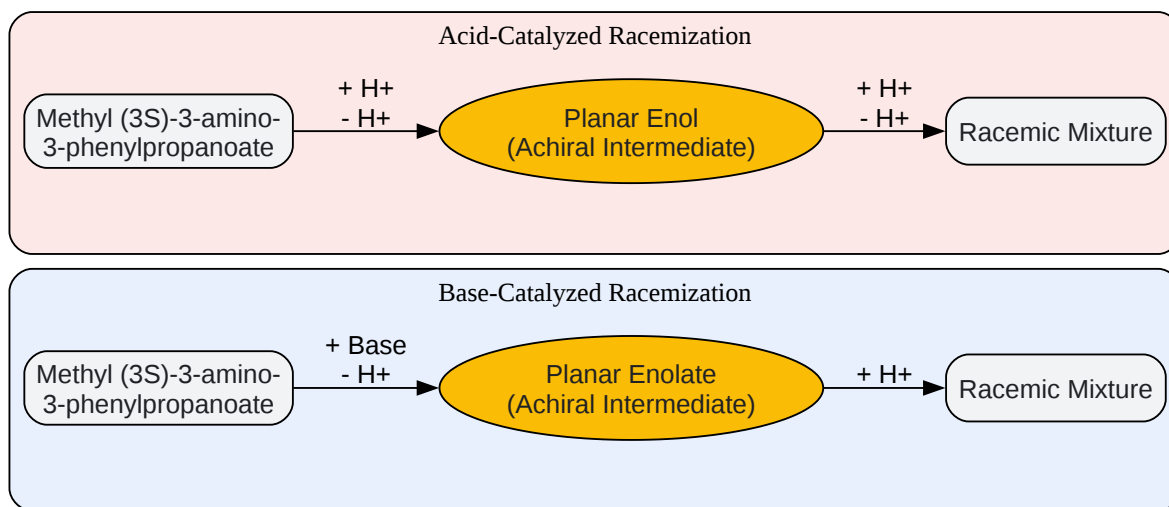 Acid-Catalyzed Racemization
Methyl (3S)-3-amino-
3-phenylpropanoate
+ H+
- H+
Planar Enol
(Achiral Intermediate)
+ H+
- H+
Racemic Mixture
Base-Catalyzed Racemization
Methyl (3S)-3-amino-
3-phenylpropanoate
+ Base
- H+
Planar Enolate
(Achiral Intermediate)
+ H+
Racemic Mixture